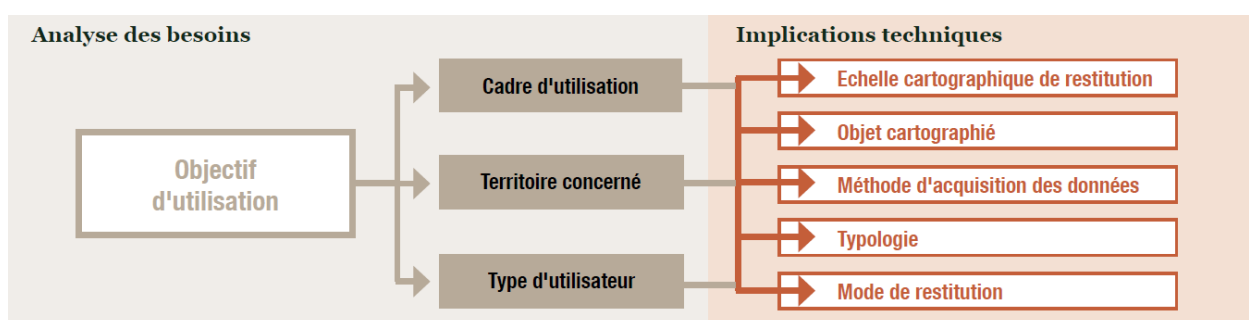 Analyse des besoins
Implications techniques
Objectif
d'utilisation
Cadre d'utilisation
Territoire concerné
Type d'utilisateur
Echelle cartographique de restitution
Objet cartographié
Méthode d'acquisition des données
Typologie
Mode de restitution